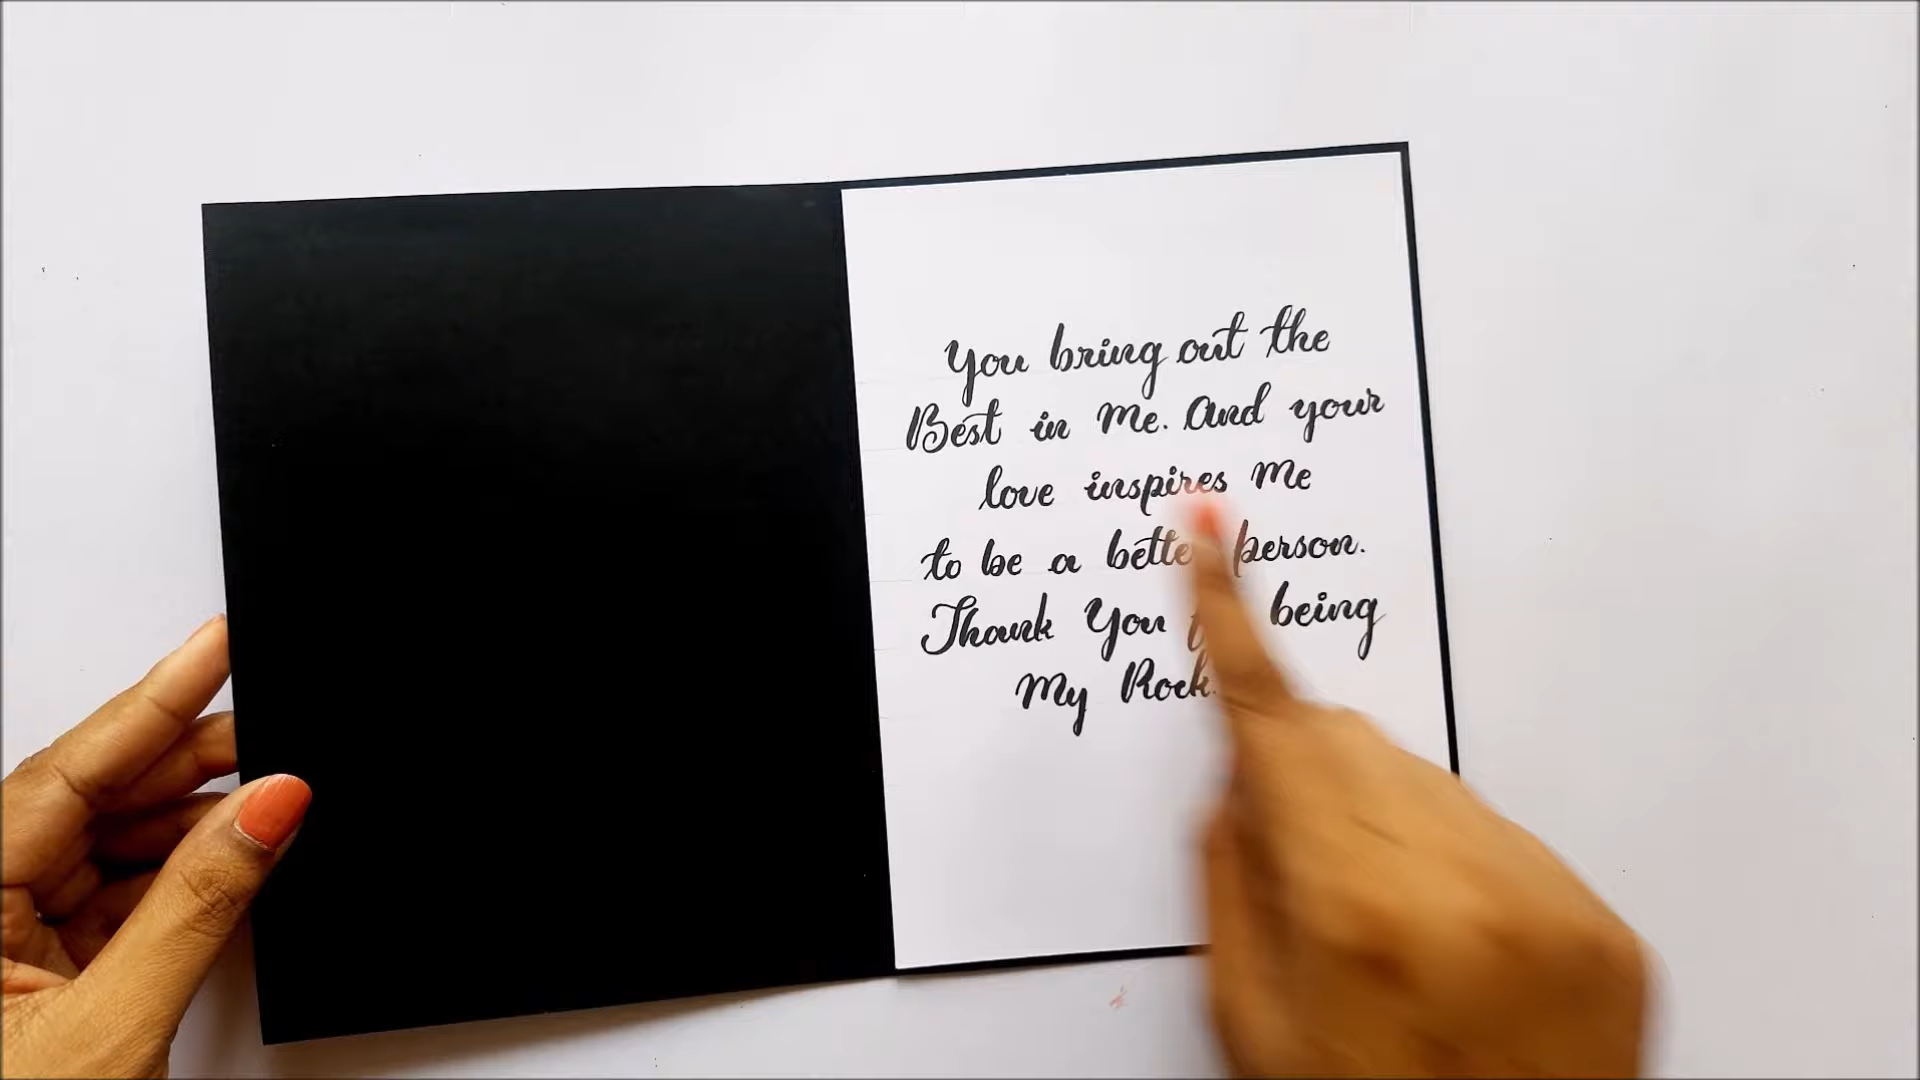 You bring out the
Best in Me. And your
love inspires Me
to be a better person.
Thank You being
My Rock.